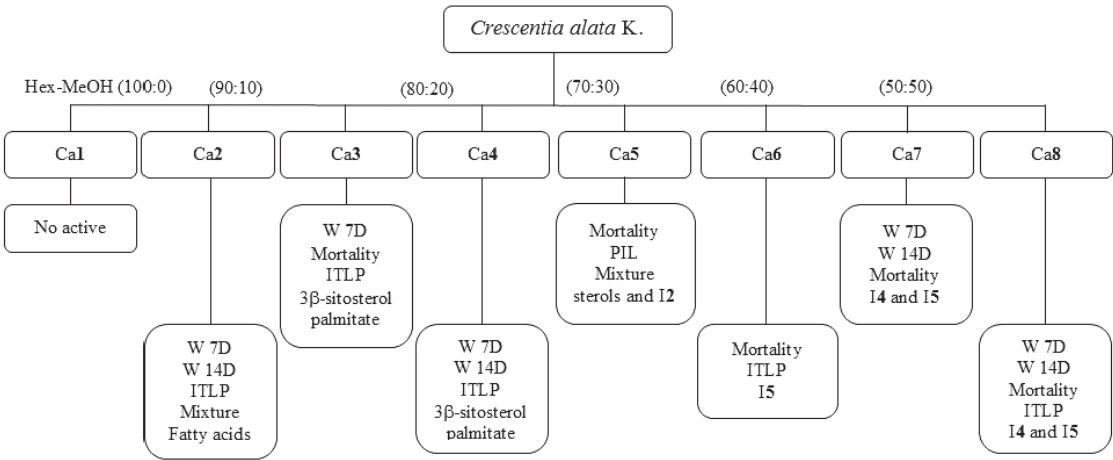 Crescentia alata K.
Hex-MeOH (100:0) (90:10) (80:20) (70:30) (60:40) (50:50)
Ca1
Ca2
Ca3
Ca4
Ca5
Ca6
Ca7
Ca8
No active
W 7D
W 14D
ITLP
Mixture
Fatty acids
W 7D
Mortality
ITLP
3β-sitosterol
palmitate
W 7D
W 14D
ITLP
3β-sitosterol
palmitate
Mortality
PIL
Mixture
sterols and I2
Mortality
ITLP
I5
W 7D
W 14D
Mortality
I4 and I5
W 7D
W 14D
Mortality
ITLP
I4 and I5